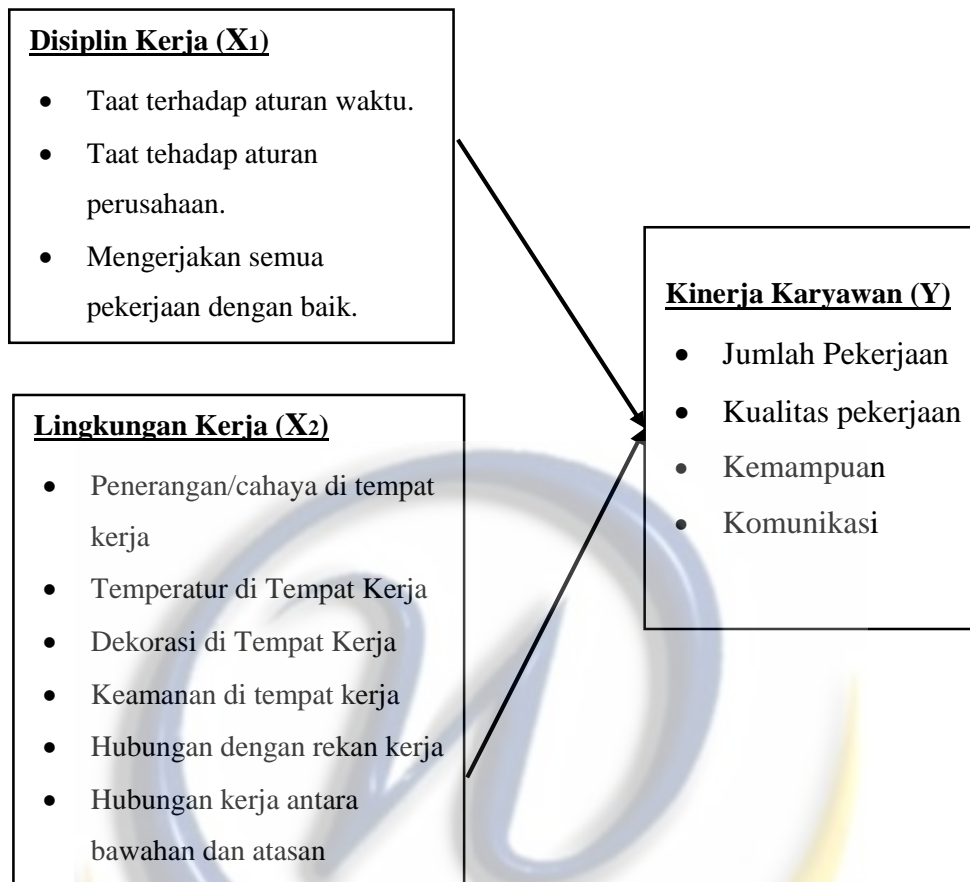 Disiplin Kerja (X1)
• Taat terhadap aturan waktu.
• Taat tehadap aturan
perusahaan.
• Mengerjakan semua
pekerjaan dengan baik.
Lingkungan Kerja (X2)
• Penerangan/cahaya di tempat
kerja
• Temperatur di Tempat Kerja
• Dekorasi di Tempat Kerja
• Keamanan di tempat kerja
• Hubungan dengan rekan kerja
• Hubungan kerja antara
bawahan dan atasan
Kinerja Karyawan (Y)
• Jumlah Pekerjaan
• Kualitas pekerjaan
• Kemampuan
• Komunikasi